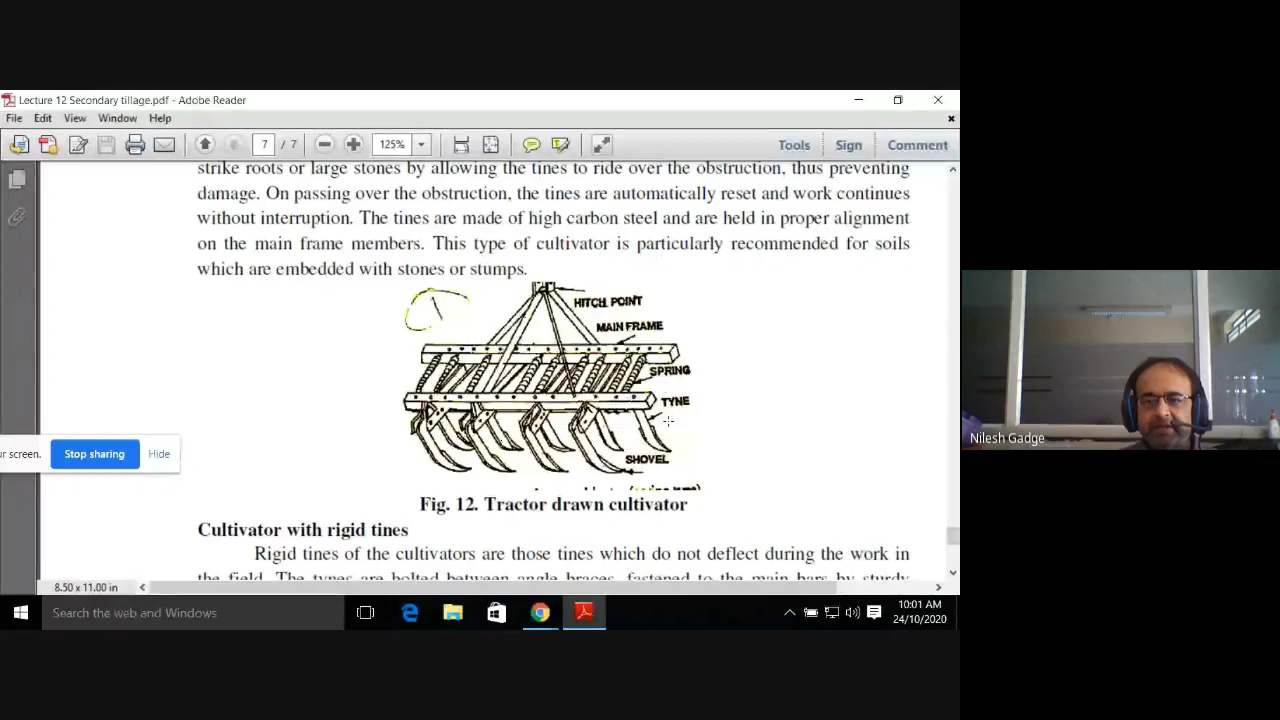 Lecture 12 Secondary tillage.pdf - Adobe Reader
File Edit View Window Help
7 / 7 125% Tools Sign Comment
strike roots or large stones by allowing the tines to ride over the obstruction, thus preventing
damage. On passing over the obstruction, the tines are automatically reset and work continues
without interruption. The tines are made of high carbon steel and are held in proper alignment
on the main frame members. This type of cultivator is particularly recommended for soils
which are embedded with stones or stumps.
HITCH POINT
MAIN FRAME
SPRING
TYNE
SHOVEL
Fig. 12. Tractor drawn cultivator
Cultivator with rigid tines
Rigid tines of the cultivators are those tines which do not deflect during the work in
the field. The types are bolted between angle braces, fastened to the main bars by sturdy
ur screen. Stop sharing Hide
Nilesh Gadge
8.50 x 11.00 in
Search the web and Windows
10:01 AM
24/10/2020